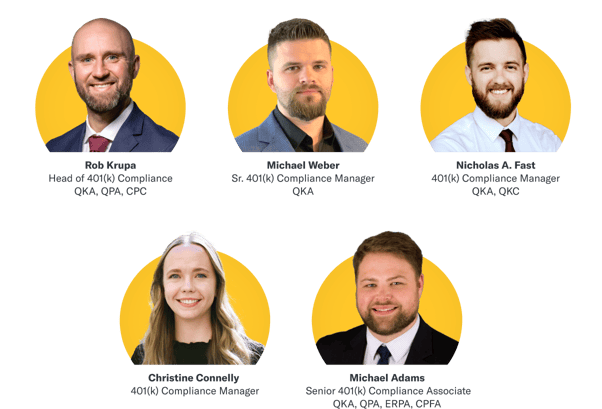 Rob Krupa
Head of 401(k) Compliance
QKA, QPA, CPC
Michael Weber
Sr. 401(k) Compliance Manager
QKA
Nicholas A. Fast
401(k) Compliance Manager
QKA, QKC
Christine Connelly
401(k) Compliance Manager
Michael Adams
Senior 401(k) Compliance Associate
QKA, QPA, ERPA, CPFA